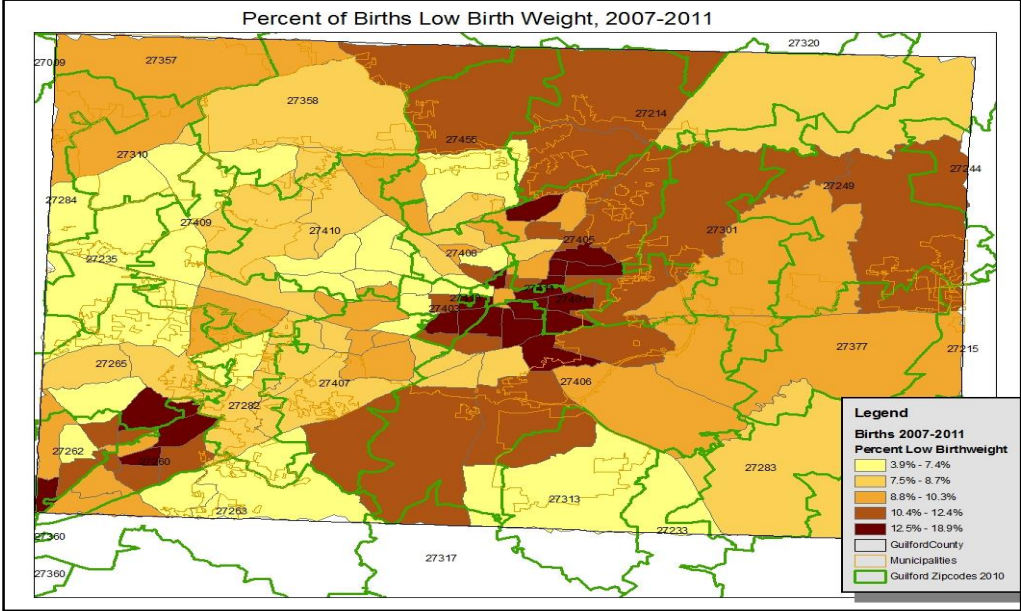 Percent of Births Low Birth Weight, 2007-2011
27320
27357
27358
27214
27455
27310
27249
27244
27284
27409
27410
27405
27301
27235
27408
27403
27401
27377
27215
27265
27407
27406
27282
27262
27260
27283
27313
27263
27233
27360
27317
27360
Legend
Births 2007-2011
Percent Low Birthweight
3.9% - 7.4%
7.5% - 8.7%
8.8% - 10.3%
10.4% - 12.4%
12.5% - 18.9%
GuilfordCounty
Municipalities
Guilford Zipcodes 2010